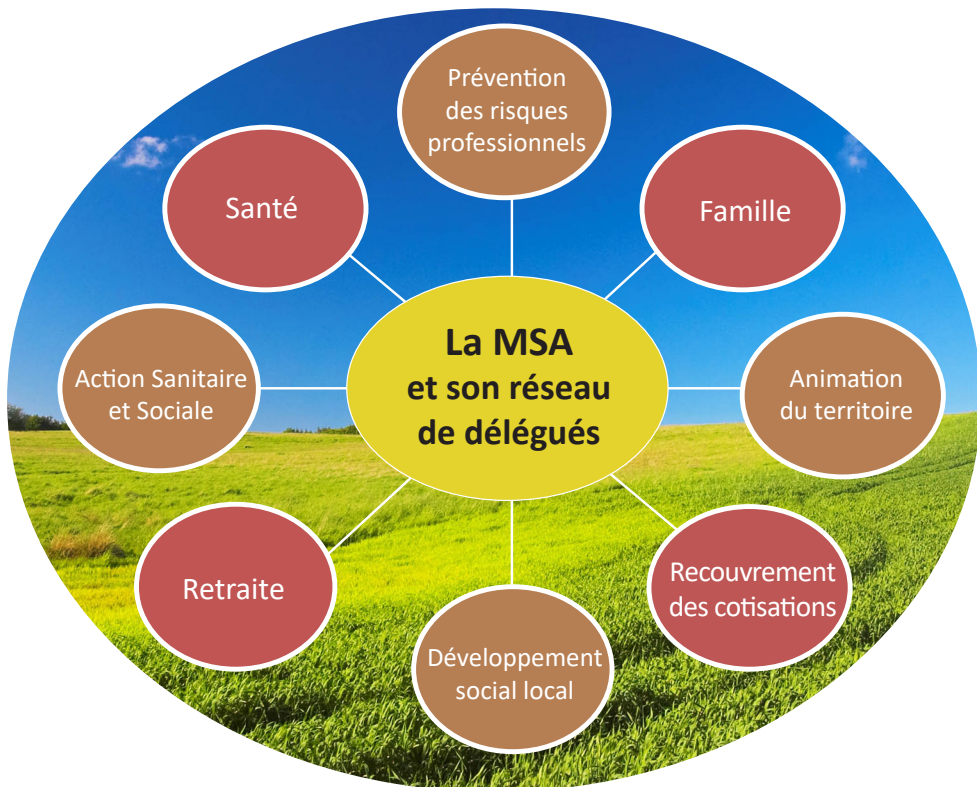 Prévention
des risques
professionnels
Santé
Famille
La MSA
et son réseau
de délégués
Action Sanitaire
et Sociale
Animation
du territoire
Retraite
Recouvrement
des cotisations
Développement
social local